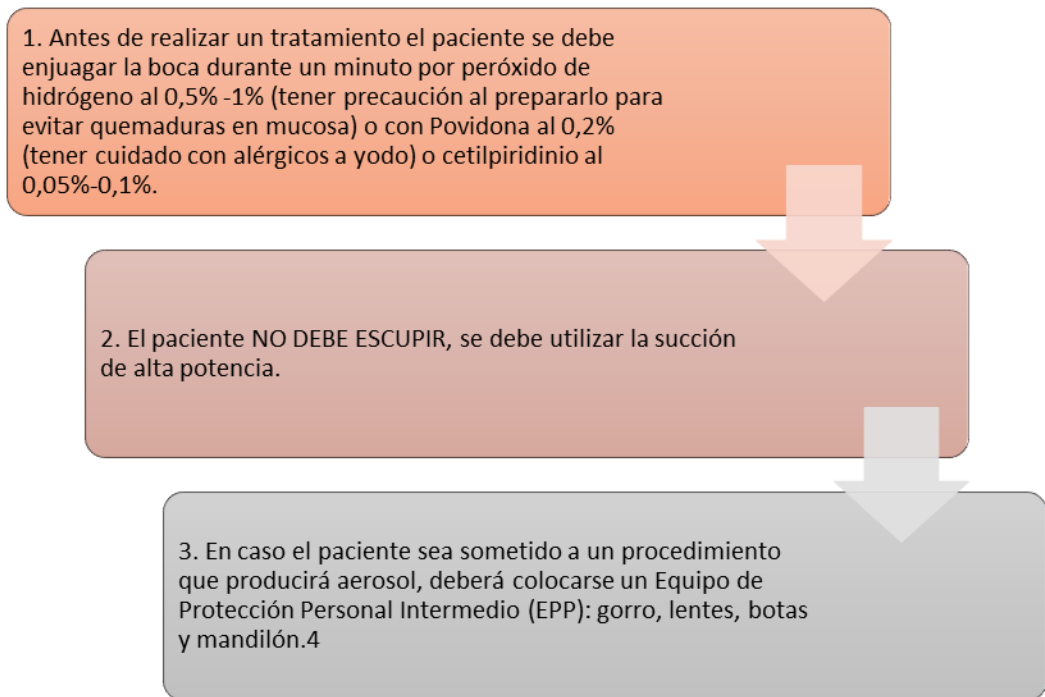 1. Antes de realizar un tratamiento el paciente se debe
enjuagar la boca durante un minuto por peróxido de
hidrógeno al 0,5% -1% (tener precaución al prepararlo para
evitar quemaduras en mucosa) o con Povidona al 0,2%
(tener cuidado con alérgicos a yodo) o cetilpiridinio al
0,05%-0,1%.
2. El paciente NO DEBE ESCUPIR, se debe utilizar la succión
de alta potencia.
3. En caso el paciente sea sometido a un procedimiento
que producirá aerosol, deberá colocarse un Equipo de
Protección Personal Intermedio (EPP): gorro, lentes, botas
y mandilón.4